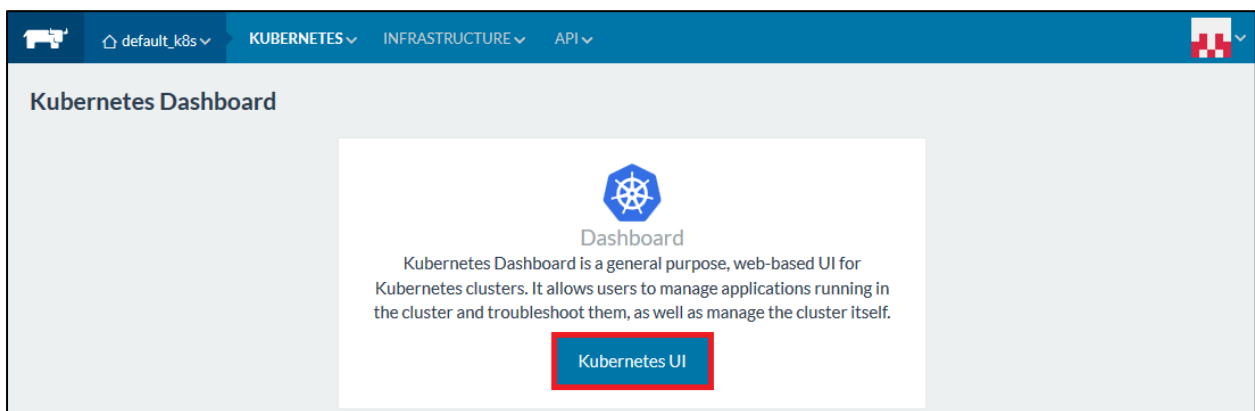 default_k8s KUBERNETES INFRASTRUCTURE API
Kubernetes Dashboard
Dashboard
Kubernetes Dashboard is a general purpose, web-based UI for
Kubernetes clusters. It allows users to manage applications running in
the cluster and troubleshoot them, as well as manage the cluster itself.
Kubernetes UI